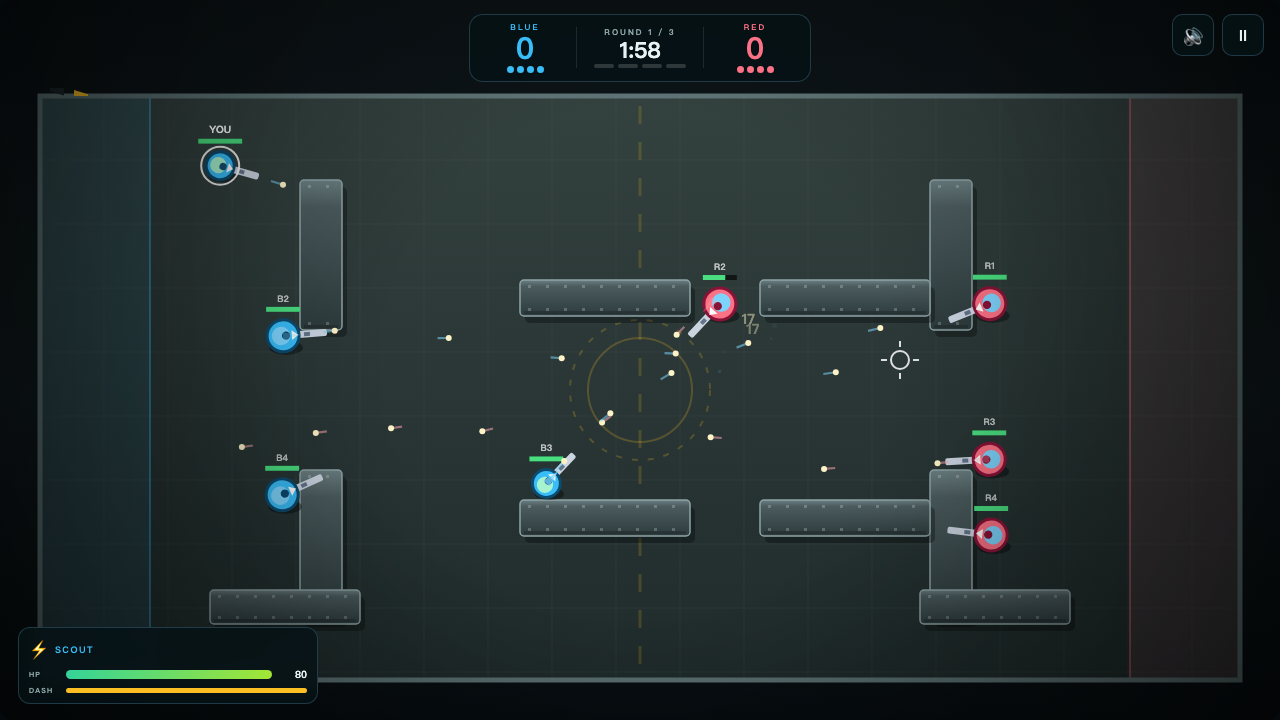 BLUE
0
ROUND 1 / 3
1:58
RED
0
YOU
R2
R1
B2
17
17
R3
B3
B4
R4
SCOUT
HP
80
DASH